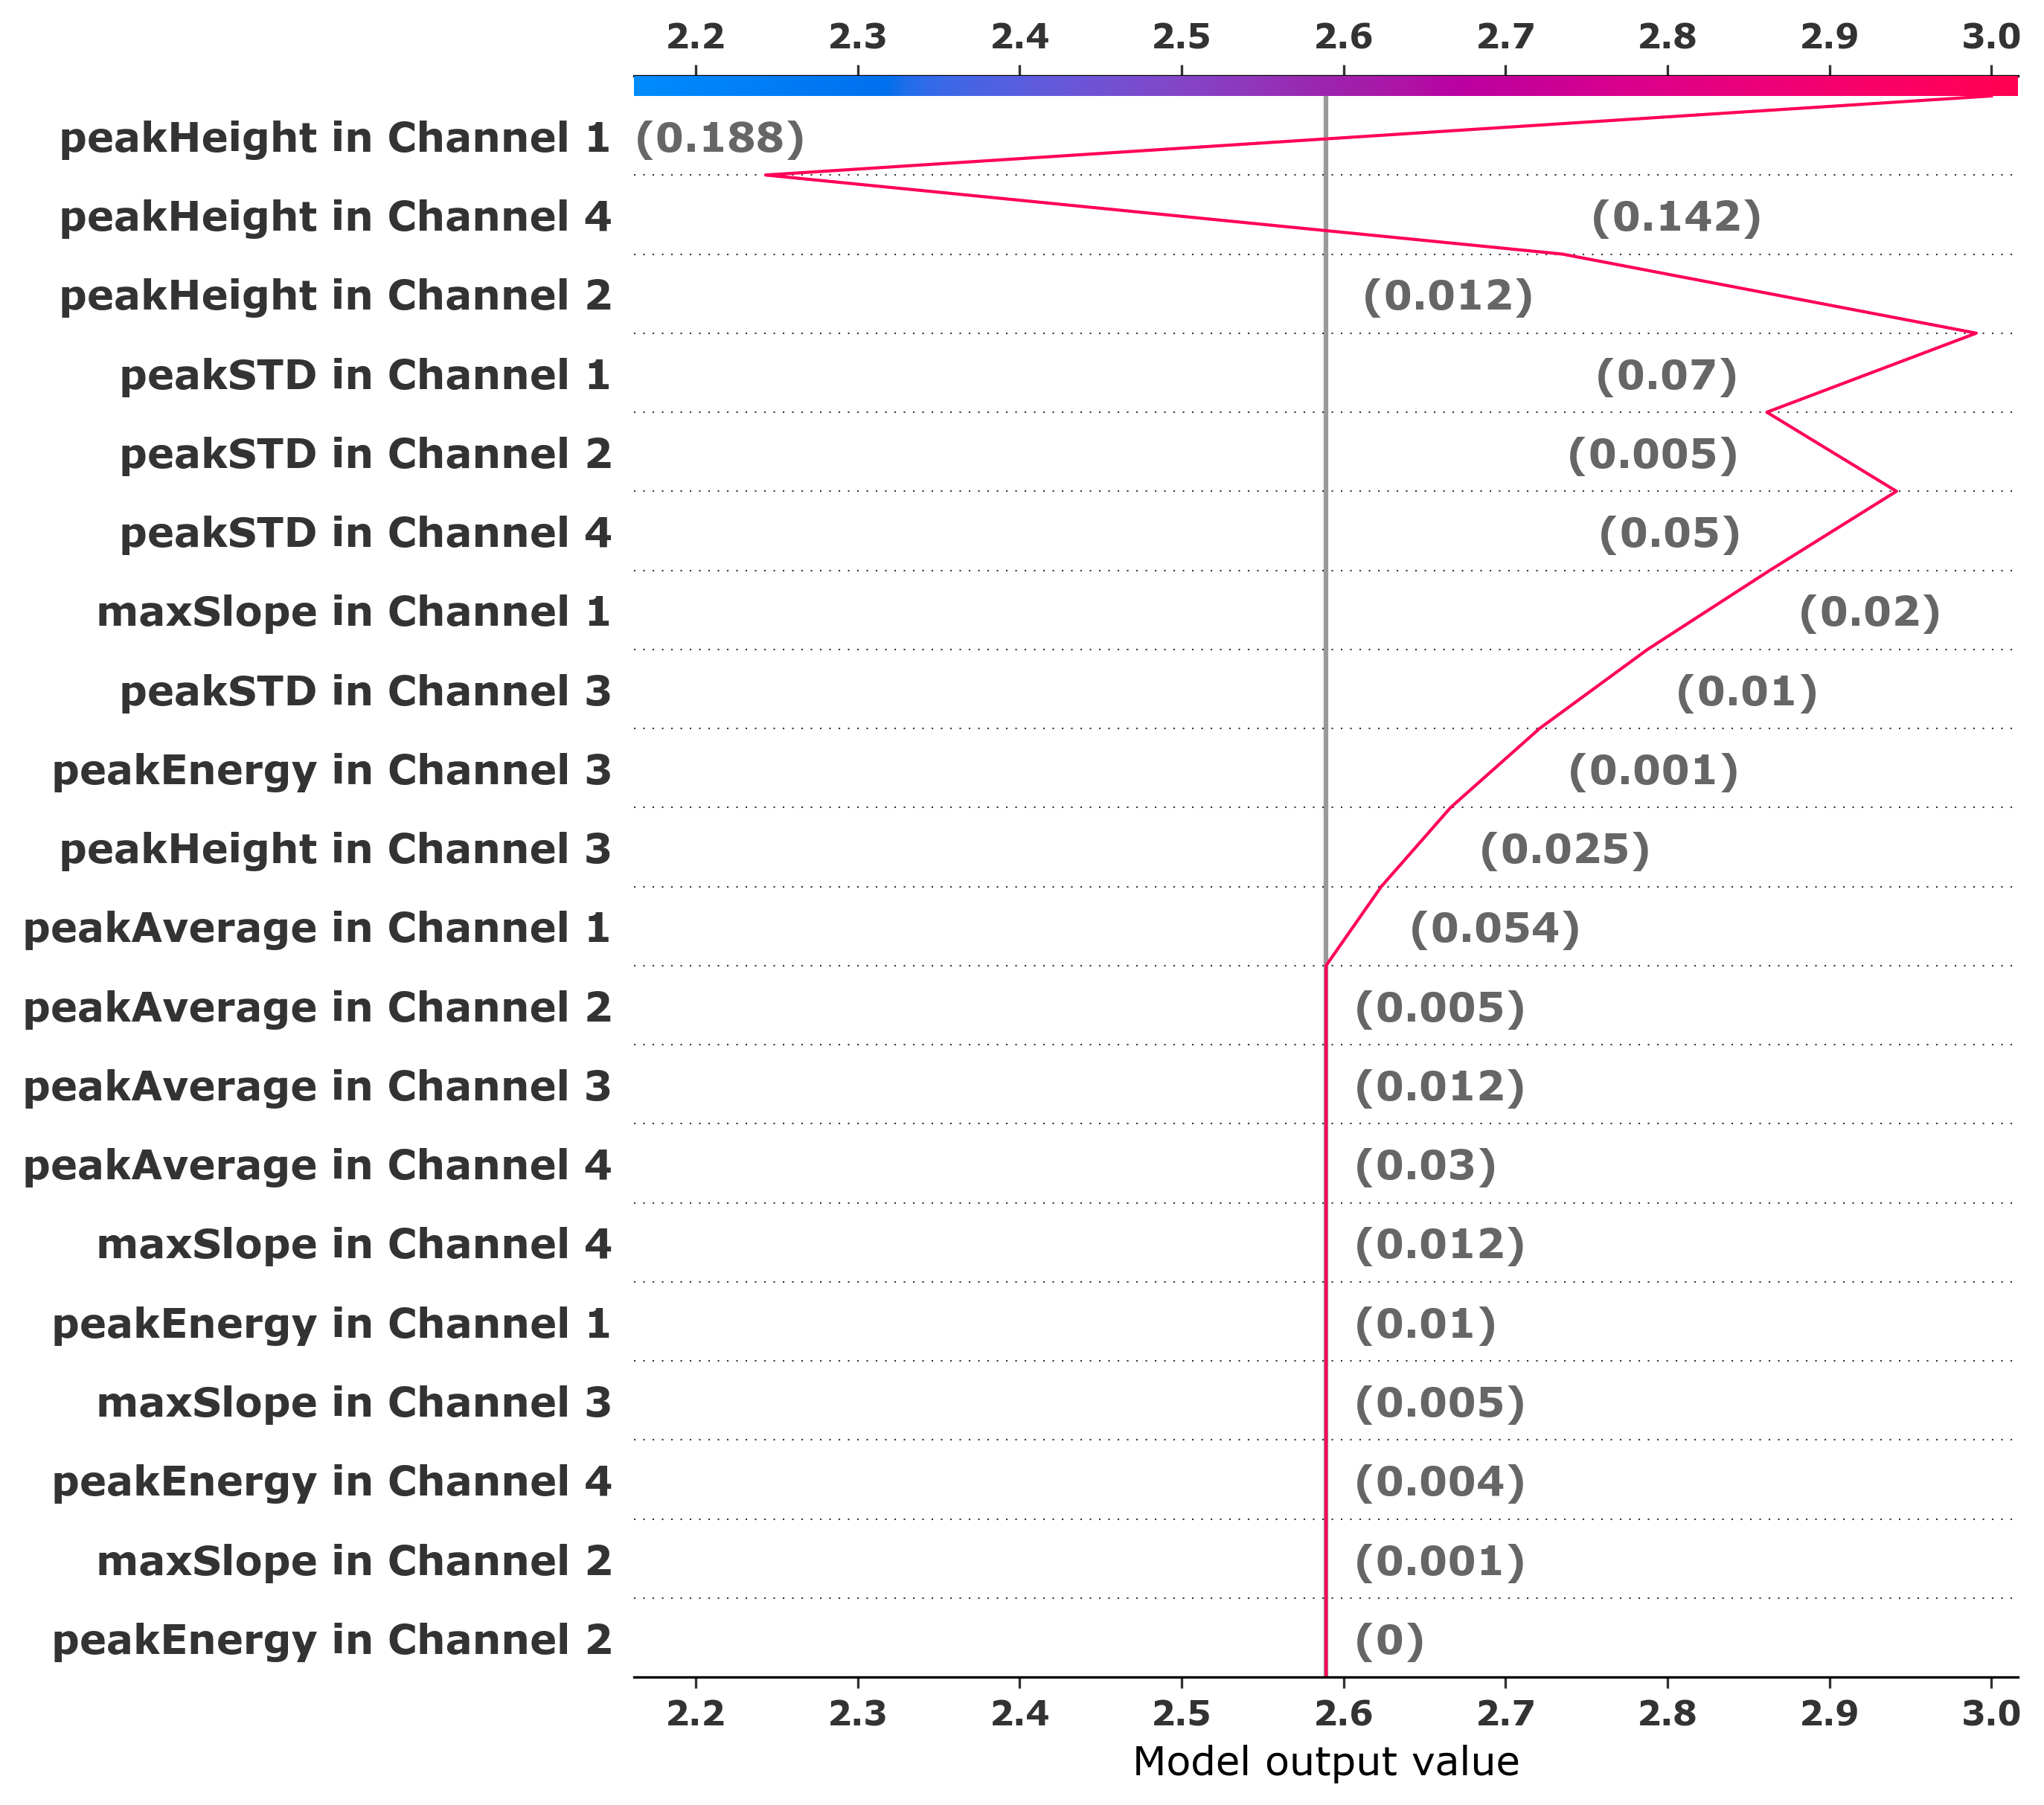 2.2 2.3 2.4 2.5 2.6 2.7 2.8 2.9 3.0
peakHeight in Channel 1 (0.188)
peakHeight in Channel 4 (0.142)
peakHeight in Channel 2 (0.012)
peakSTD in Channel 1 (0.07)
peakSTD in Channel 2 (0.005)
peakSTD in Channel 4 (0.05)
maxSlope in Channel 1 (0.02)
peakSTD in Channel 3 (0.01)
peakEnergy in Channel 3 (0.001)
peakHeight in Channel 3 (0.025)
peakAverage in Channel 1 (0.054)
peakAverage in Channel 2 (0.005)
peakAverage in Channel 3 (0.012)
peakAverage in Channel 4 (0.03)
maxSlope in Channel 4 (0.012)
peakEnergy in Channel 1 (0.01)
maxSlope in Channel 3 (0.005)
peakEnergy in Channel 4 (0.004)
maxSlope in Channel 2 (0.001)
peakEnergy in Channel 2 (0)
2.2 2.3 2.4 2.5 2.6 2.7 2.8 2.9 3.0
Model output value